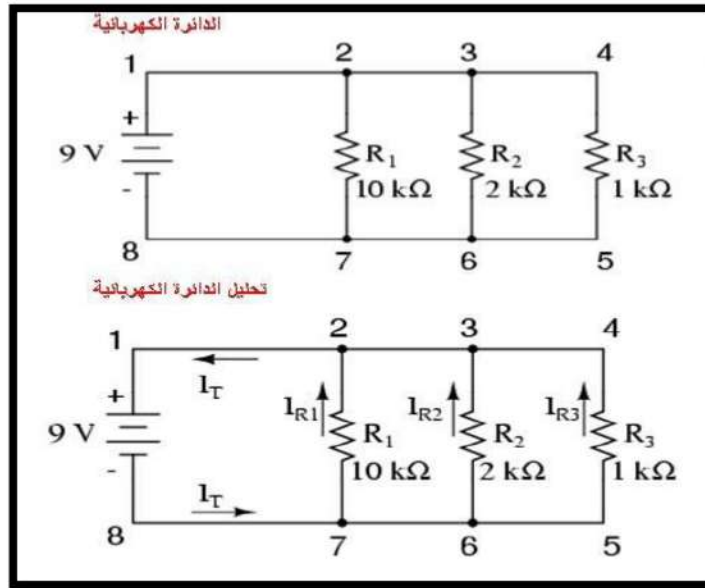 الدائرة الكهربائية
1 2 3 4
+
9 V
-
R1 R2 R3
10 kΩ 2 kΩ 1 kΩ
8 7 6 5
تحليل الدائرة الكهربائية
1 2 3 4
IT
+
IR1 IR2 IR3
9 V
R1 R2 R3
-
10 kΩ 2 kΩ 1 kΩ
IT
8 7 6 5